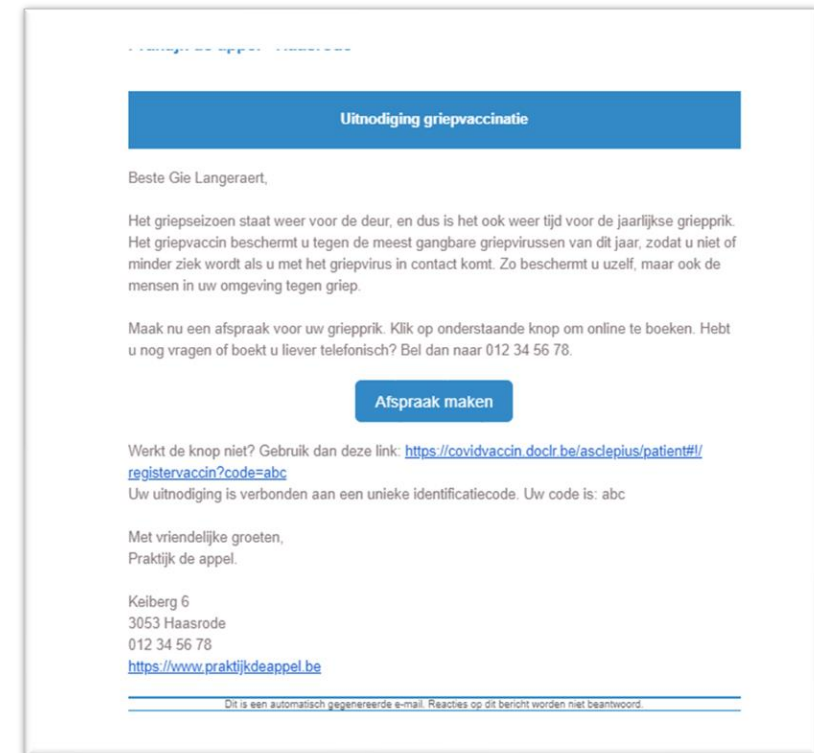 Uitnodiging griepvaccinatie
Beste Gie Langeraert,
Het griepseizoen staat weer voor de deur, en dus is het ook weer tijd voor de jaarlijkse griepprik.
Het griepvaccin beschermt u tegen de meest gangbare griepvirussen van dit jaar, zodat u niet of
minder ziek wordt als u met het griepvirus in contact komt. Zo beschermt u uzelf, maar ook de
mensen in uw omgeving tegen griep.
Maak nu een afspraak voor uw griepprik. Klik op onderstaande knop om online te boeken. Hebt
u nog vragen of boekt u liever telefonisch? Bel dan naar 012 34 56 78.
Afspraak maken
Werkt de knop niet? Gebruik dan deze link: https://covidvaccin.doclr.be/asclepius/patient#!/
registervaccin?code=abc
Uw uitnodiging is verbonden aan een unieke identificatiecode. Uw code is: abc
Met vriendelijke groeten,
Praktijk de appel.
Keiberg 6
3053 Haasrode
012 34 56 78
https://www.praktijkdeappel.be
Dit is een automatisch gegenereerde e-mail. Reacties op dit bericht worden niet beantwoord.